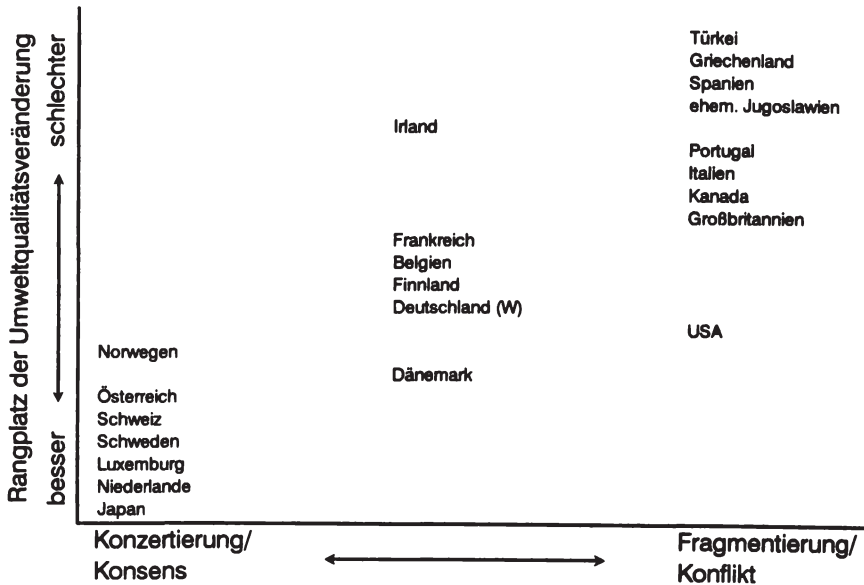 Rangplatz der Umweltqualitätsveränderung
schlechter
besser
Türkei
Griechenland
Spanien
ehem. Jugoslawien
Irland
Portugal
Italien
Kanada
Großbritannien
Frankreich
Belgien
Finnland
Deutschland (W)
USA
Norwegen
Dänemark
Österreich
Schweiz
Schweden
Luxemburg
Niederlande
Japan
Konzertierung/
Konsens
Fragmentierung/
Konflikt